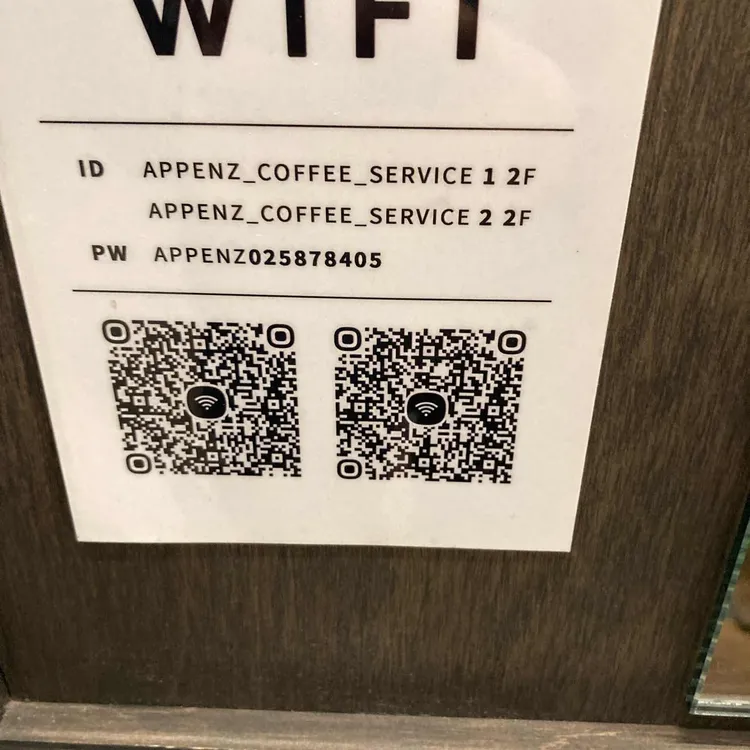 WIFI
ID APPENZ_COFFEE_SERVICE 1 2F
APPENZ_COFFEE_SERVICE 2 2F
PW APPENZ025878405